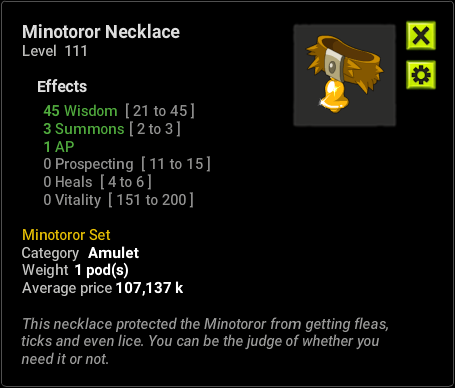 Minotoror Necklace
Level 111
Effects
45 Wisdom [ 21 to 45 ]
3 Summons [ 2 to 3 ]
1 AP
0 Prospecting [ 11 to 15 ]
0 Heals [ 4 to 6 ]
0 Vitality [ 151 to 200 ]
Minotoror Set
Category Amulet
Weight 1 pod(s)
Average price 107,137 k
This necklace protected the Minotoror from getting fleas,
ticks and even lice. You can be the judge of whether you
need it or not.